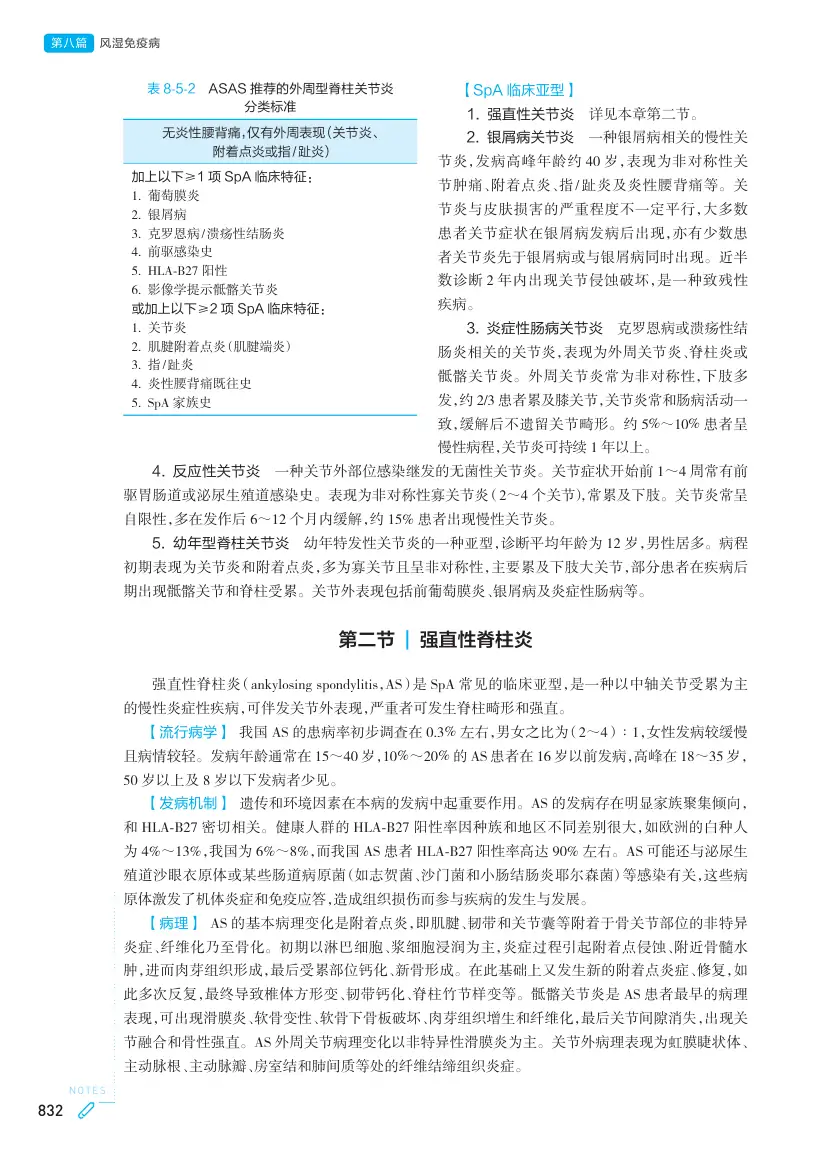 第八篇 风湿免疫病
表 8-5-2 ASAS 推荐的外周型脊柱关节炎
分类标准
无炎性腰背痛,仅有外周表现(关节炎、
附着点炎或指/趾炎)
加上以下≥1 项 SpA 临床特征:
1. 葡萄膜炎
2. 银屑病
3. 克罗恩病/溃疡性结肠炎
4. 前驱感染史
5. HLA-B27 阳性
6. 影像学提示骶髂关节炎
或加上以下≥2 项 SpA 临床特征:
1. 关节炎
2. 肌腱附着点炎(肌腱端炎)
3. 指/趾炎
4. 炎性腰背痛既往史
5. SpA 家族史
【SpA 临床亚型】
1. 强直性关节炎 详见本章第二节。
2. 银屑病关节炎 一种银屑病相关的慢性关
节炎,发病高峰年龄约 40 岁,表现为非对称性关
节肿痛、附着点炎、指/趾炎及炎性腰背痛等。关
节炎与皮肤损害的严重程度不一定平行,大多数
患者关节症状在银屑病发病后出现,亦有少数患
者关节炎先于银屑病或与银屑病同时出现。近半
数诊断 2 年内出现关节侵蚀破坏,是一种致残性
疾病。
3. 炎症性肠病关节炎 克罗恩病或溃疡性结
肠炎相关的关节炎,表现为外周关节炎、脊柱炎或
骶髂关节炎。外周关节炎常为非对称性,下肢多
发,约 2/3 患者累及膝关节,关节炎常和肠病活动一
致,缓解后不遗留关节畸形。约 5%～10% 患者呈
慢性病程,关节炎可持续 1 年以上。
4. 反应性关节炎 一种关节外部位感染继发的无菌性关节炎。关节症状开始前 1～4 周常有前
驱胃肠道或泌尿生殖道感染史。表现为非对称性寡关节炎(2～4 个关节),常累及下肢。关节炎常呈
自限性,多在发作后 6～12 个月内缓解,约 15% 患者出现慢性关节炎。
5. 幼年型脊柱关节炎 幼年特发性关节炎的一种亚型,诊断平均年龄为 12 岁,男性居多。病程
初期表现为关节炎和附着点炎,多为寡关节且呈非对称性,主要累及下肢大关节,部分患者在疾病后
期出现骶髂关节和脊柱受累。关节外表现包括前葡萄膜炎、银屑病及炎症性肠病等。
第二节 | 强直性脊柱炎
强直性脊柱炎(ankylosing spondylitis,AS)是 SpA 常见的临床亚型,是一种以中轴关节受累为主
的慢性炎症性疾病,可伴发关节外表现,严重者可发生脊柱畸形和强直。
【流行病学】 我国 AS 的患病率初步调查在 0.3% 左右,男女之比为(2～4)∶1,女性发病较缓慢
且病情较轻。发病年龄通常在 15～40 岁,10%～20% 的 AS 患者在 16 岁以前发病,高峰在 18～35 岁,
50 岁以上及 8 岁以下发病者少见。
【发病机制】 遗传和环境因素在本病的发病中起重要作用。AS 的发病存在明显家族聚集倾向,
和 HLA-B27 密切相关。健康人群的 HLA-B27 阳性率因种族和地区不同差别很大,如欧洲的白种人
为 4%～13%,我国为 6%～8%,而我国 AS 患者 HLA-B27 阳性率高达 90% 左右。AS 可能还与泌尿生
殖道沙眼衣原体或某些肠道病原菌(如志贺菌、沙门菌和小肠结肠炎耶尔森菌)等感染有关,这些病
原体激发了机体炎症和免疫应答,造成组织损伤而参与疾病的发生与发展。
【病理】 AS 的基本病理变化是附着点炎,即肌腱、韧带和关节囊等附着于骨关节部位的非特异
炎症、纤维化乃至骨化。初期以淋巴细胞、浆细胞浸润为主,炎症过程引起附着点侵蚀、附近骨髓水
肿,进而肉芽组织形成,最后受累部位钙化、新骨形成。在此基础上又发生新的附着点炎症、修复,如
此多次反复,最终导致椎体方形变、韧带钙化、脊柱竹节样变等。骶髂关节炎是 AS 患者最早的病理
表现,可出现滑膜炎、软骨变性、软骨下骨板破坏、肉芽组织增生和纤维化,最后关节间隙消失,出现关
节融合和骨性强直。AS 外周关节病理变化以非特异性滑膜炎为主。关节外病理表现为虹膜睫状体、
主动脉根、主动脉瓣、房室结和肺间质等处的纤维结缔组织炎症。
NOTES
832